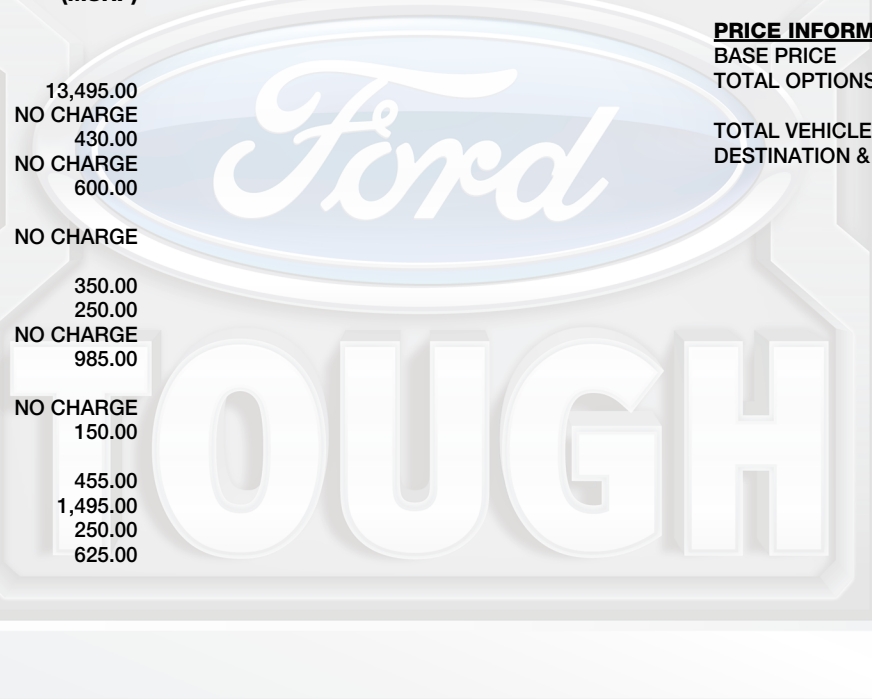 (MSRP)
13,495.00
NO CHARGE
430.00
NO CHARGE
600.00
NO CHARGE
350.00
250.00
NO CHARGE
985.00
NO CHARGE
150.00
455.00
1,495.00
250.00
625.00
PRICE INFORM
BASE PRICE
TOTAL OPTIONS
TOTAL VEHICLE
DESTINATION &
Ford
TOUGH